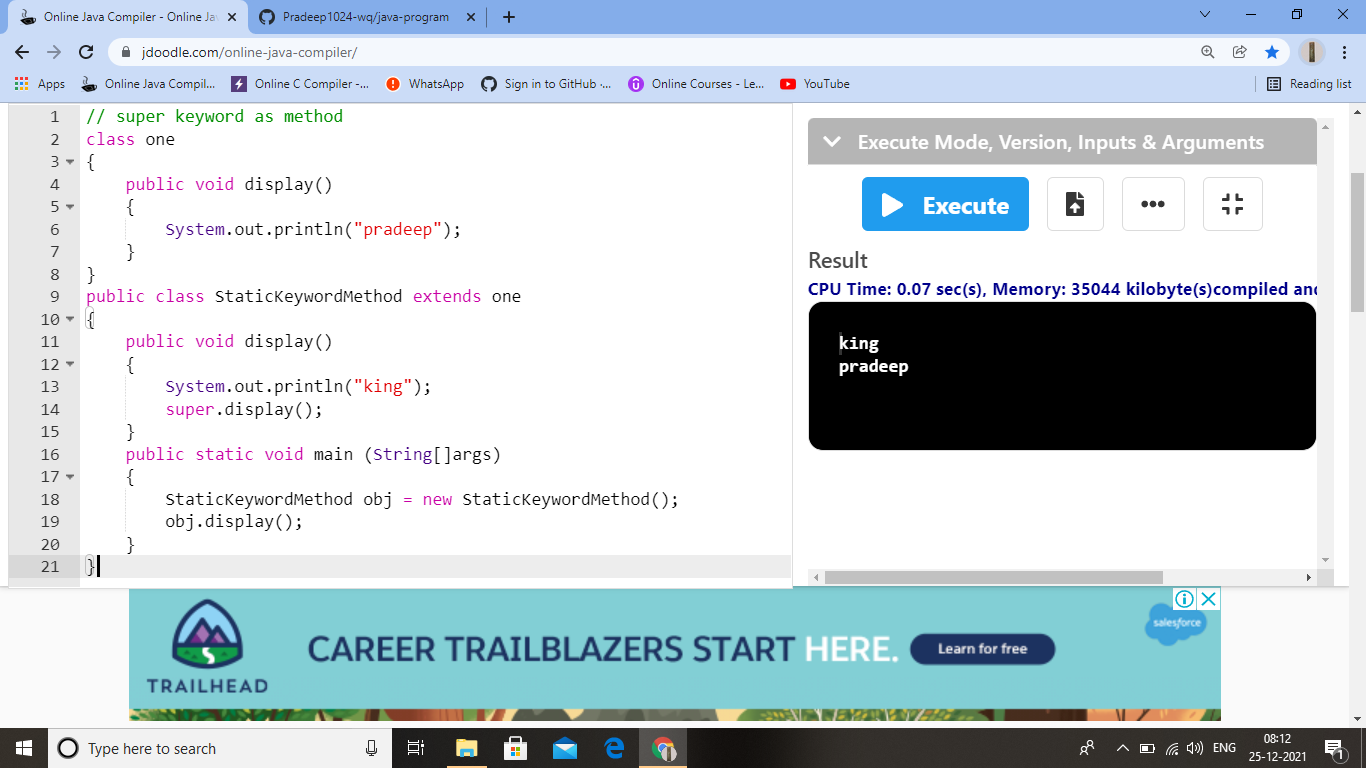 Online Java Compiler - Online Ja
Pradeep1024-wq/java-program
jdoodle.com/online-java-compiler/
Apps
Online Java Compil...
Online C Compiler -...
WhatsApp
Sign in to GitHub ·...
Online Courses - Le...
YouTube
Reading list
1 // super keyword as method
2 class one
3 {
4 public void display()
5 {
6 System.out.println("pradeep");
7 }
8 }
9 public class StaticKeywordMethod extends one
10 {
11 public void display()
12 {
13 System.out.println("king");
14 super.display();
15 }
16 public static void main (String[]args)
17 {
18 StaticKeywordMethod obj = new StaticKeywordMethod();
19 obj.display();
20 }
21 }
Execute Mode, Version, Inputs & Arguments
Execute
Result
CPU Time: 0.07 sec(s), Memory: 35044 kilobyte(s)compiled and
king
pradeep
TRAILHEAD
CAREER TRAILBLAZERS START HERE.
Learn for free
salesforce
Type here to search
ENG
08:12
25-12-2021
1